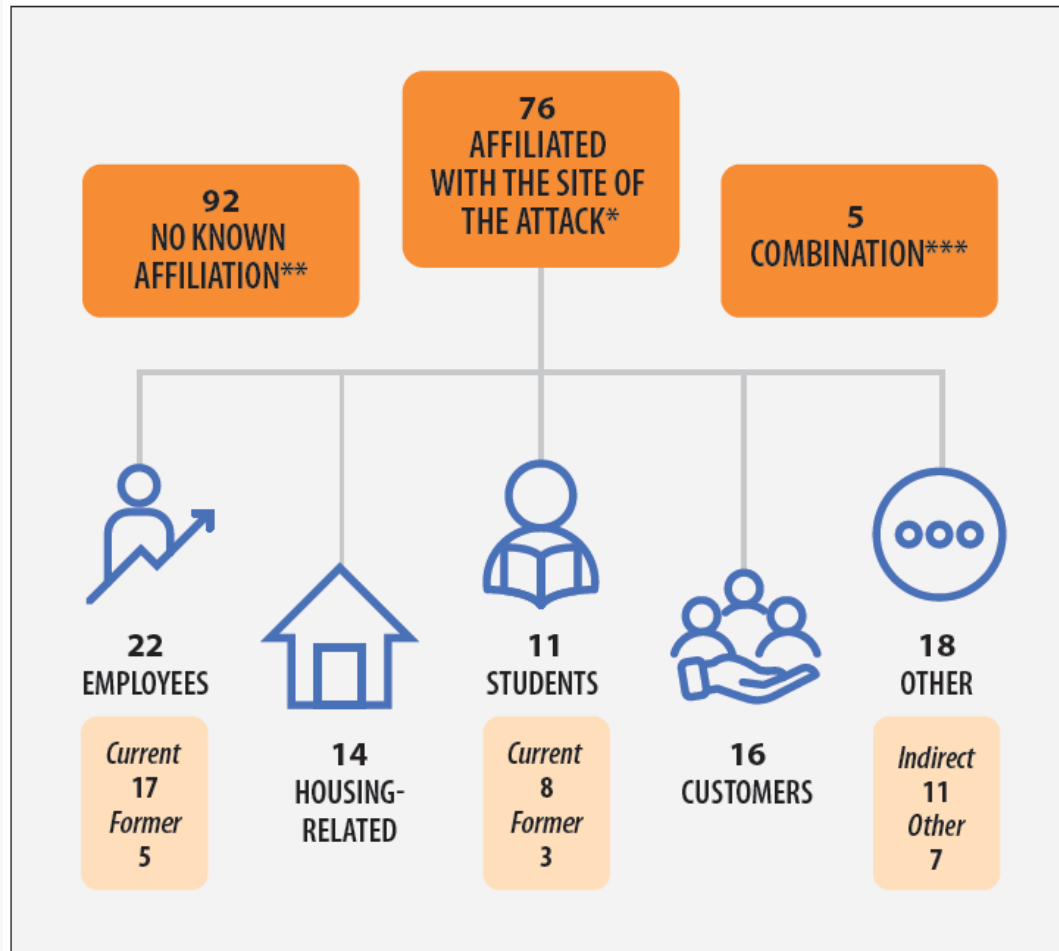 76
AFFILIATED
WITH THE SITE OF
THE ATTACK*
92
NO KNOWN
AFFILIATION**
5
COMBINATION***
22
EMPLOYEES
Current
17
Former
5
14
HOUSING-
RELATED
11
STUDENTS
Current
8
Former
3
16
CUSTOMERS
18
OTHER
Indirect
11
Other
7